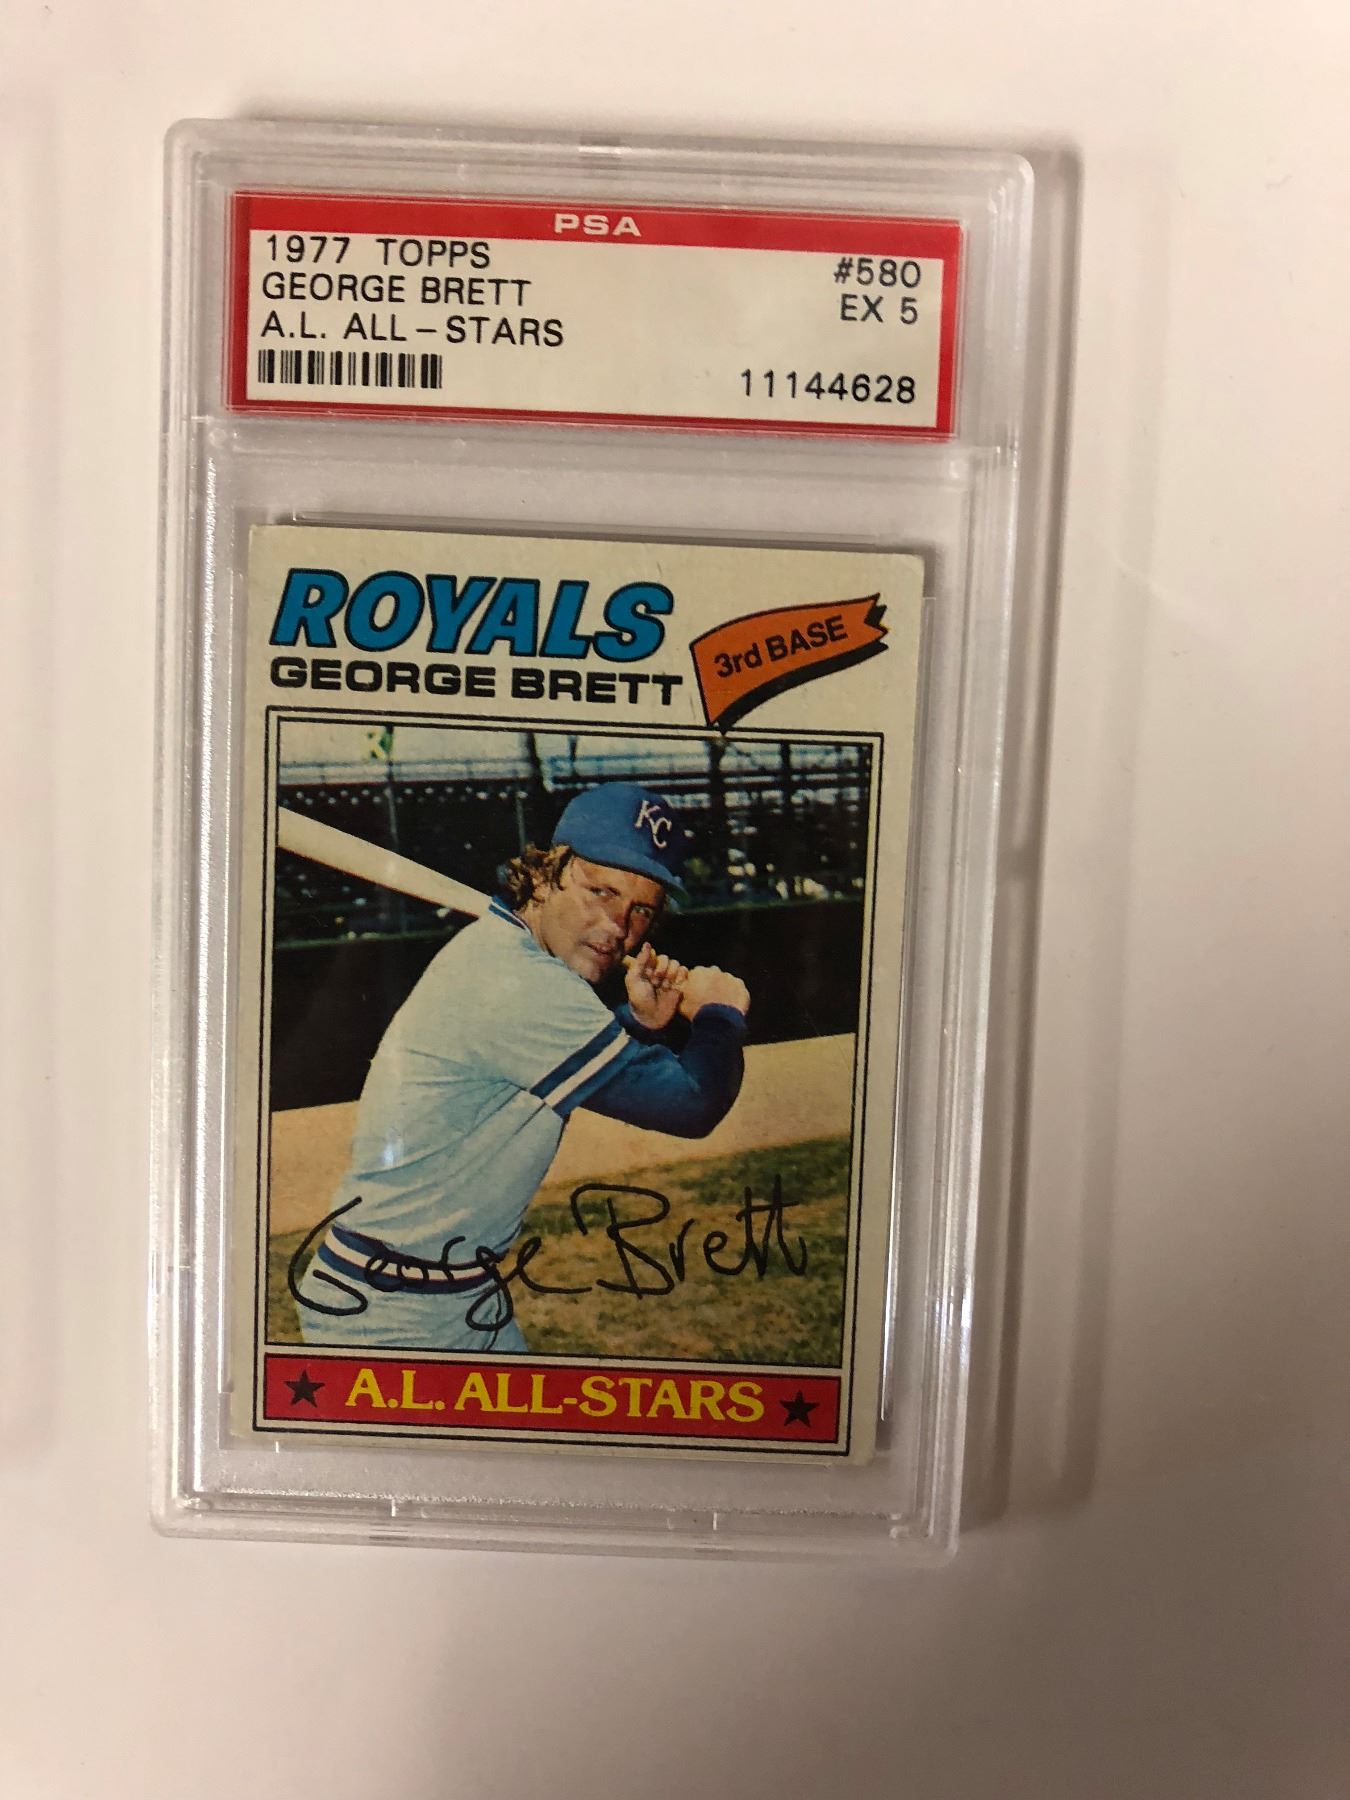 PSA
1977 TOPPS #580
GEORGE BRETT EX 5
A.L. ALL-STARS
11144628
ROYALS
GEORGE BRETT
3rd BASE
KC
George Brett
A.L. ALL-STARS